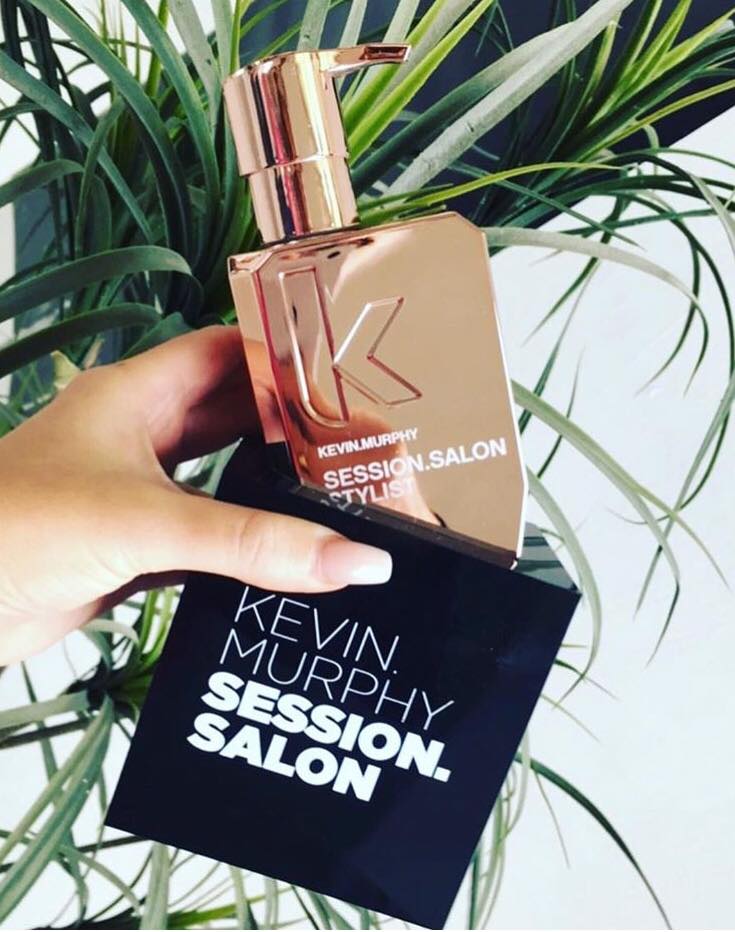 K
KEVIN.MURPHY
SESSION.SALON
STYLIST
KEVIN.
MURPHY
SESSION.
SALON